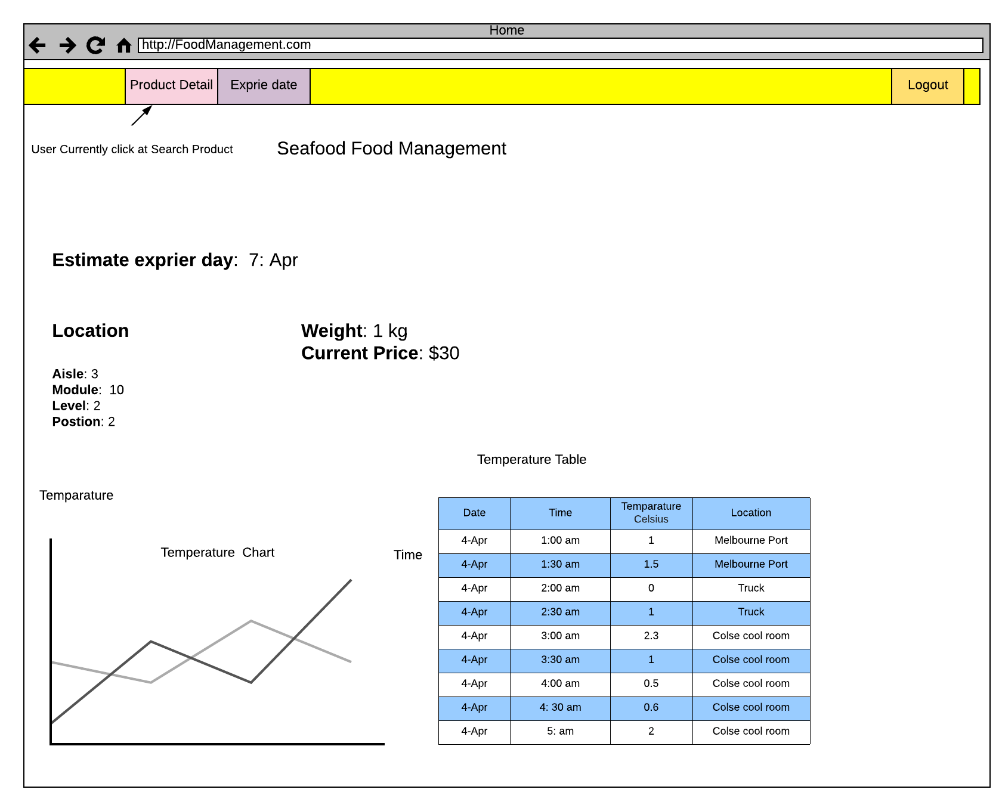 Home
http://FoodManagement.com
Product Detail
Exprie date
Logout
User Currently click at Search Product
Seafood Food Management
Estimate exprier day:  7: Apr
Location
Weight: 1 kg
Current Price: $30
Aisle: 3
Module:  10
Level: 2
Postion: 2
Temperature Table
Temparature
Temperature  Chart
Time
Date Time Temparature Celsius Location
4-Apr 1:00 am 1 Melbourne Port
4-Apr 1:30 am 1.5 Melbourne Port
4-Apr 2:00 am 0 Truck
4-Apr 2:30 am 1 Truck
4-Apr 3:00 am 2.3 Colse cool room
4-Apr 3:30 am 1 Colse cool room
4-Apr 4:00 am 0.5 Colse cool room
4-Apr 4: 30 am 0.6 Colse cool room
4-Apr 5: am 2 Colse cool room